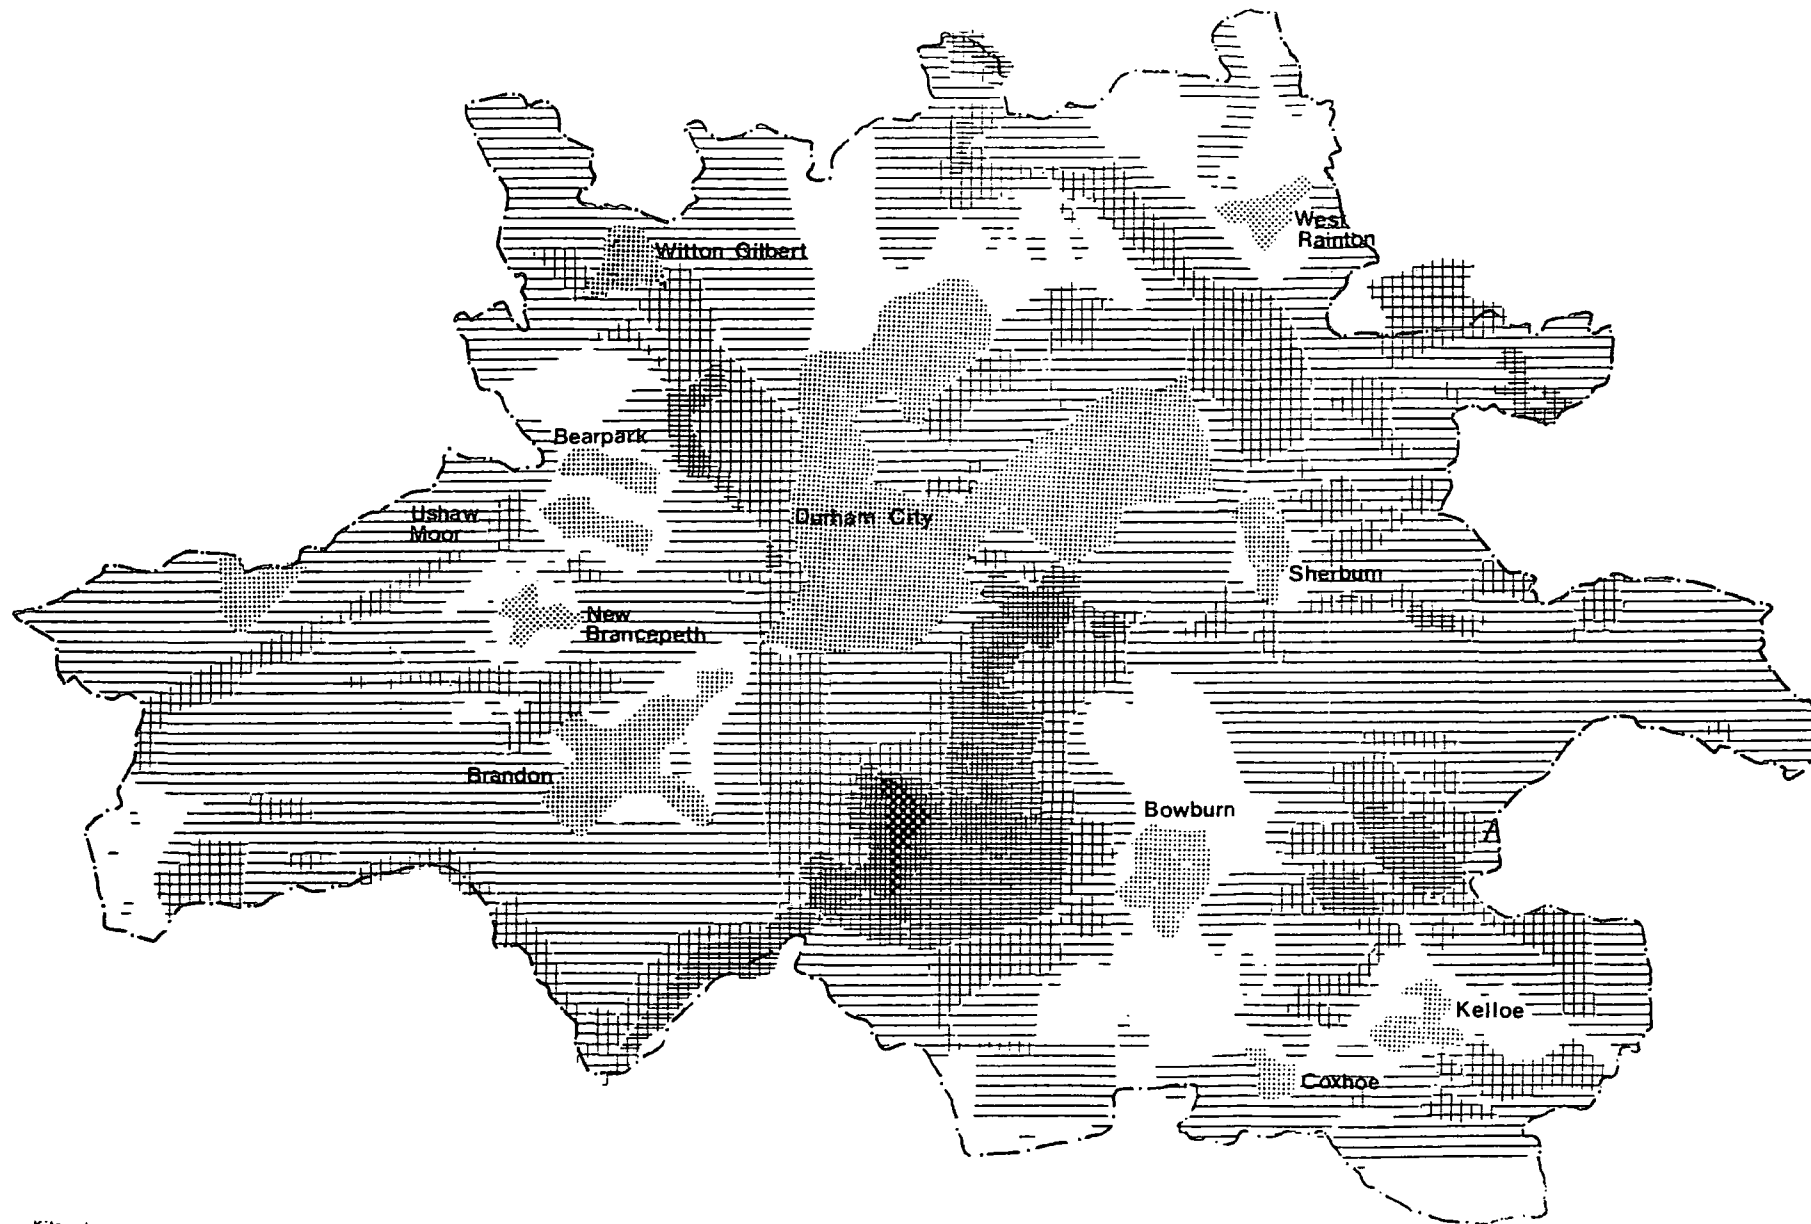 West
Rainton
Witton Gilbert
Bearpark
Ushaw
Moor
Durham City
Sherburn
New
Brancepeth
Brandon
Bowburn
A
Kelloe
Coxhoe